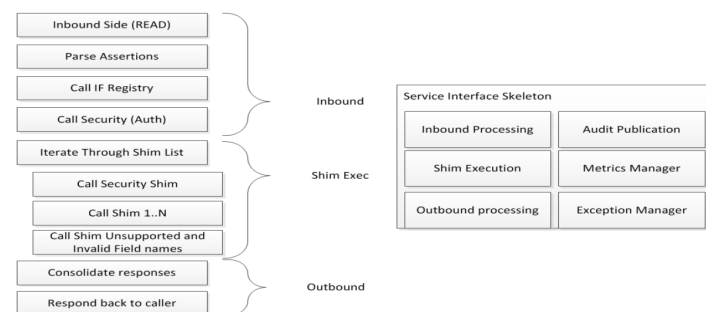 Inbound Side (READ)
Parse Assertions
Call IF Registry
Call Security (Auth)
Iterate Through Shim List
Call Security Shim
Call Shim 1..N
Call Shim Unsupported and
Invalid Field names
Consolidate responses
Respond back to caller
Inbound
Shim Exec
Outbound
Service Interface Skeleton
Inbound Processing
Audit Publication
Shim Execution
Metrics Manager
Outbound processing
Exception Manager